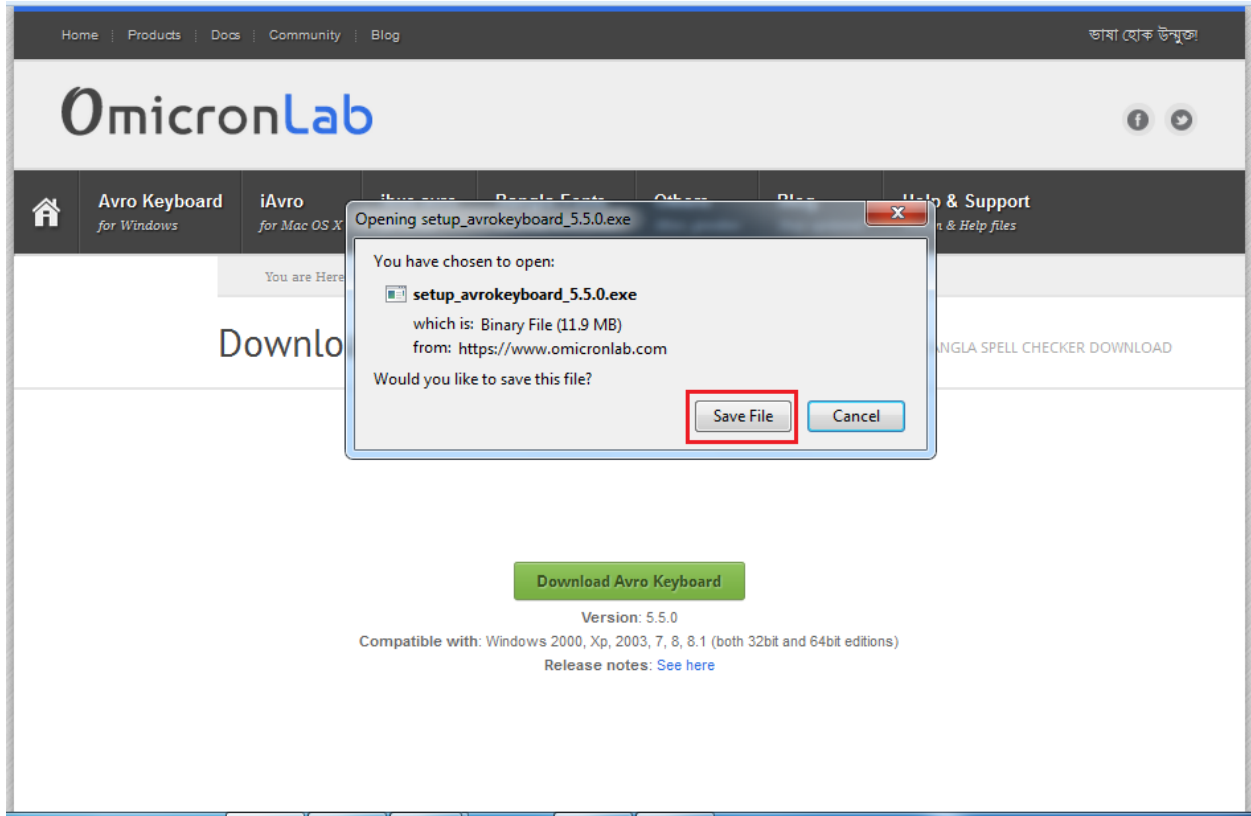 Home | Products | Docs | Community | Blog
ভাষা হোক উন্মুক্ত!
OmicronLab
Avro Keyboard
for Windows
iAvro
for Mac OS X
Bangla Fonts
Others
Blog
Help & Support
& Help files
Opening setup_avrokeyboard_5.5.0.exe
You have chosen to open:
setup_avrokeyboard_5.5.0.exe
which is: Binary File (11.9 MB)
from: https://www.omicronlab.com
Would you like to save this file?
Save File
Cancel
You are Here
Downlo
NGLA SPELL CHECKER DOWNLOAD
Download Avro Keyboard
Version: 5.5.0
Compatible with: Windows 2000, Xp, 2003, 7, 8, 8.1 (both 32bit and 64bit editions)
Release notes: See here